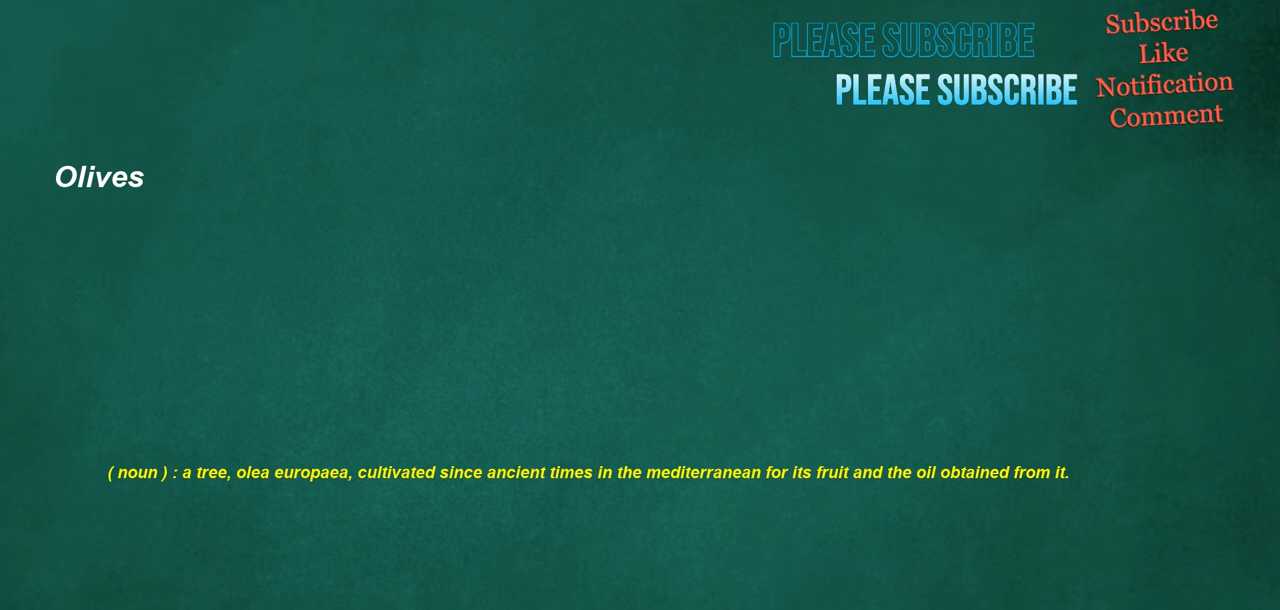 PLEASE SUBSCRIBE
PLEASE SUBSCRIBE
Subscribe
Like
Notification
Comment
Olives
( noun ) : a tree, olea europaea, cultivated since ancient times in the mediterranean for its fruit and the oil obtained from it.